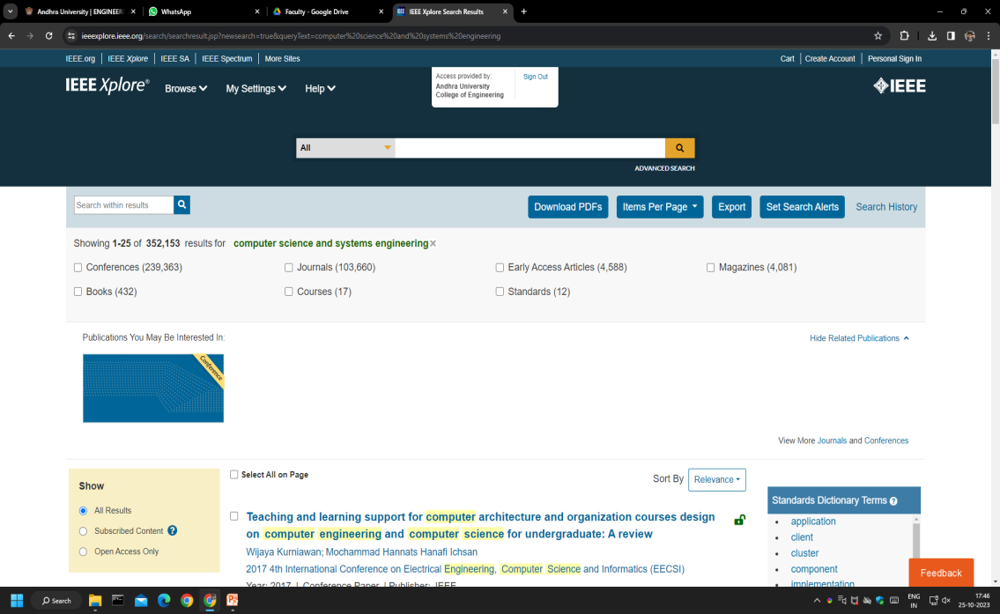 Andhra University | ENGINEER
WhatsApp
Faculty - Google Drive
IEEE Xplore Search Results
ieeexplore.ieee.org/search/searchresult.jsp?newsearch=true&queryText=computer%20science%20and%20systems%20engineering
IEEE.org IEEE Xplore IEEE SA IEEE Spectrum More Sites
Cart Create Account Personal Sign In
IEEE Xplore®
Browse My Settings Help
Access provided by:
Andhra University
College of Engineering
Sign Out
IEEE
All
ADVANCED SEARCH
Search within results
Download PDFs Items Per Page Export Set Search Alerts Search History
Showing 1-25 of 352,153 results for computer science and systems engineering×
Conferences (239,363) Journals (103,660) Early Access Articles (4,588) Magazines (4,081)
Books (432) Courses (17) Standards (12)
Publications You May Be Interested In:
Hide Related Publications
Conference
View More Journals and Conferences
Show
All Results
Subscribed Content ?
Open Access Only
Select All on Page
Sort By Relevance
Teaching and learning support for computer architecture and organization courses design
on computer engineering and computer science for undergraduate: A review
Wijaya Kurniawan; Mochammad Hannats Hanafi Ichsan
2017 4th International Conference on Electrical Engineering, Computer Science and Informatics (EECSI)
Year: 2017 | Conference Paper | Publisher: IEEE
Standards Dictionary Terms ?
application
client
cluster
component
implementation
Feedback
Search
ENG
IN
17:46
25-10-2023